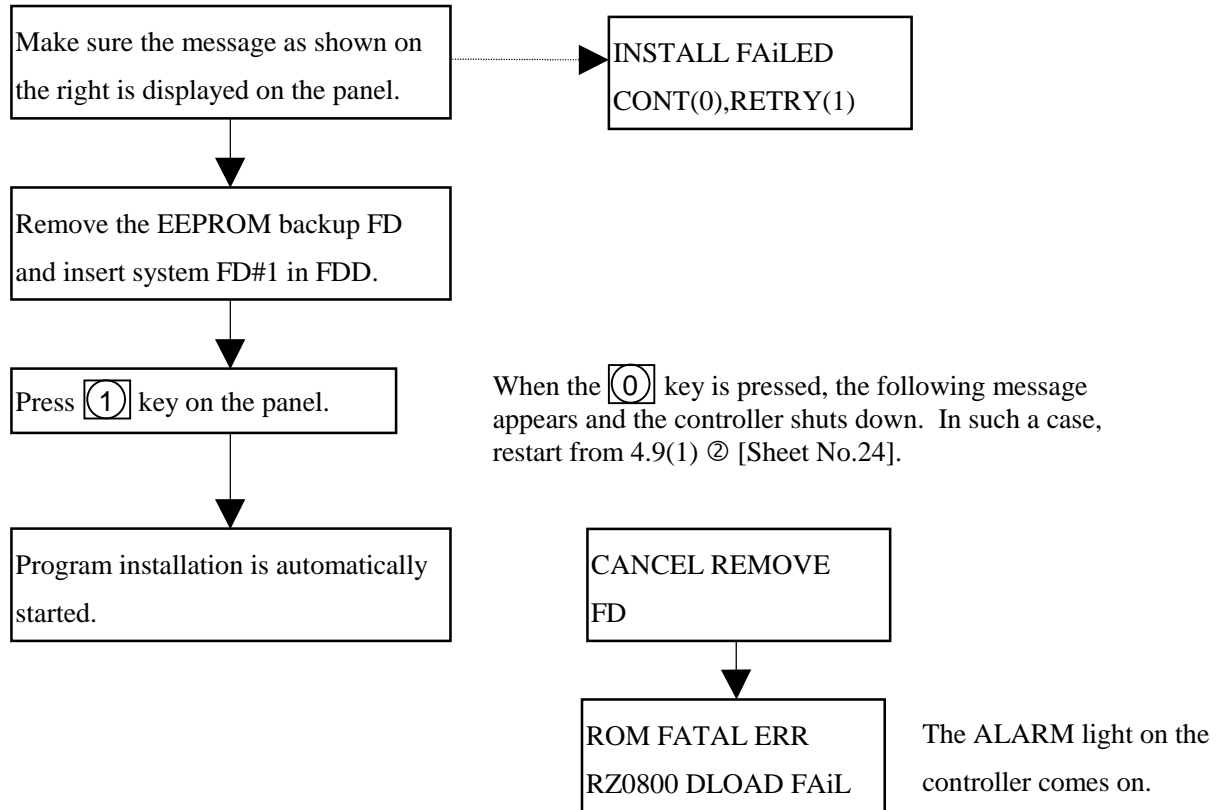 Make sure the message as shown on
the right is displayed on the panel.
INSTALL FAiLED
CONT(0),RETRY(1)
Remove the EEPROM backup FD
and insert system FD#1 in FDD.
Press 1 key on the panel.
When the 0 key is pressed, the following message
appears and the controller shuts down. In such a case,
restart from 4.9(1) ② [Sheet No.24].
Program installation is automatically
started.
CANCEL REMOVE
FD
ROM FATAL ERR
RZ0800 DLOAD FAiL
The ALARM light on the
controller comes on.